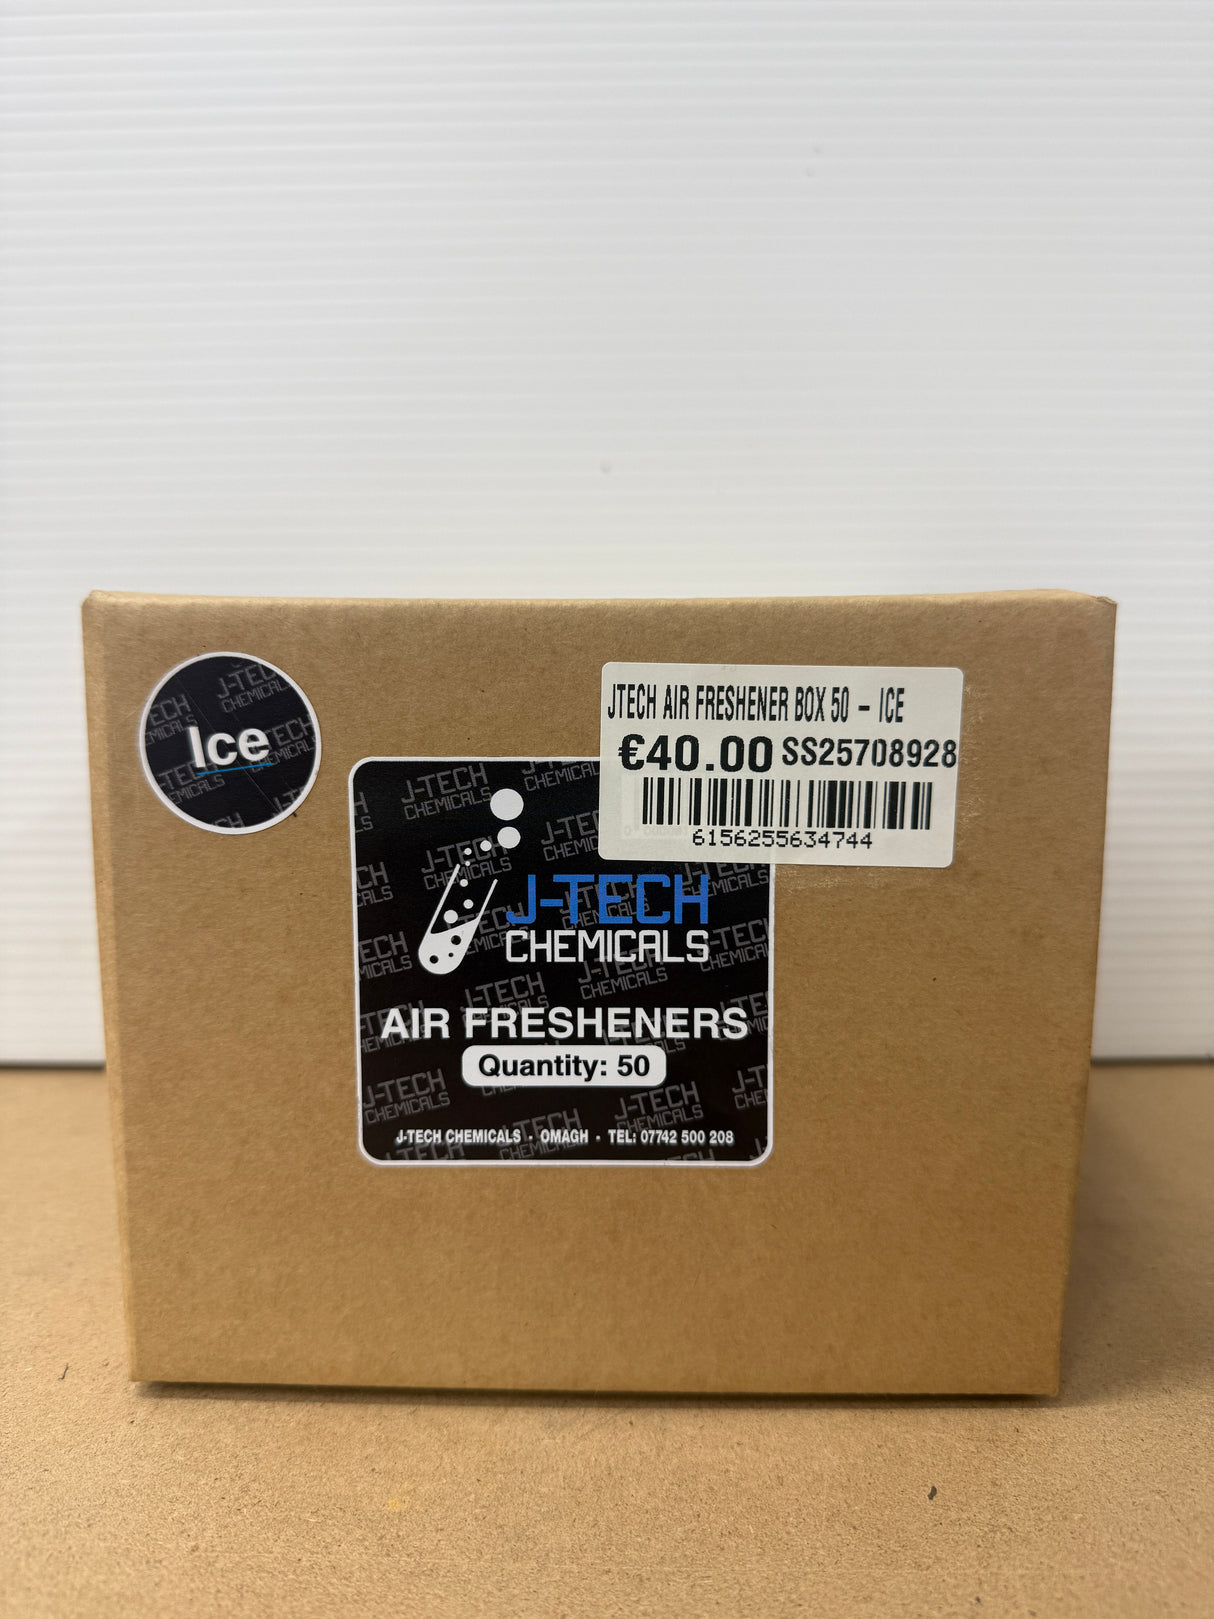 Ice
JTECH AIR FRESHENER BOX 50 - ICE
€40.00 SS25708928
6156255634744
J-TECH
CHEMICALS
AIR FRESHENERS
Quantity: 50
J-TECH CHEMICALS · OMAGH · TEL: 07742 500 208